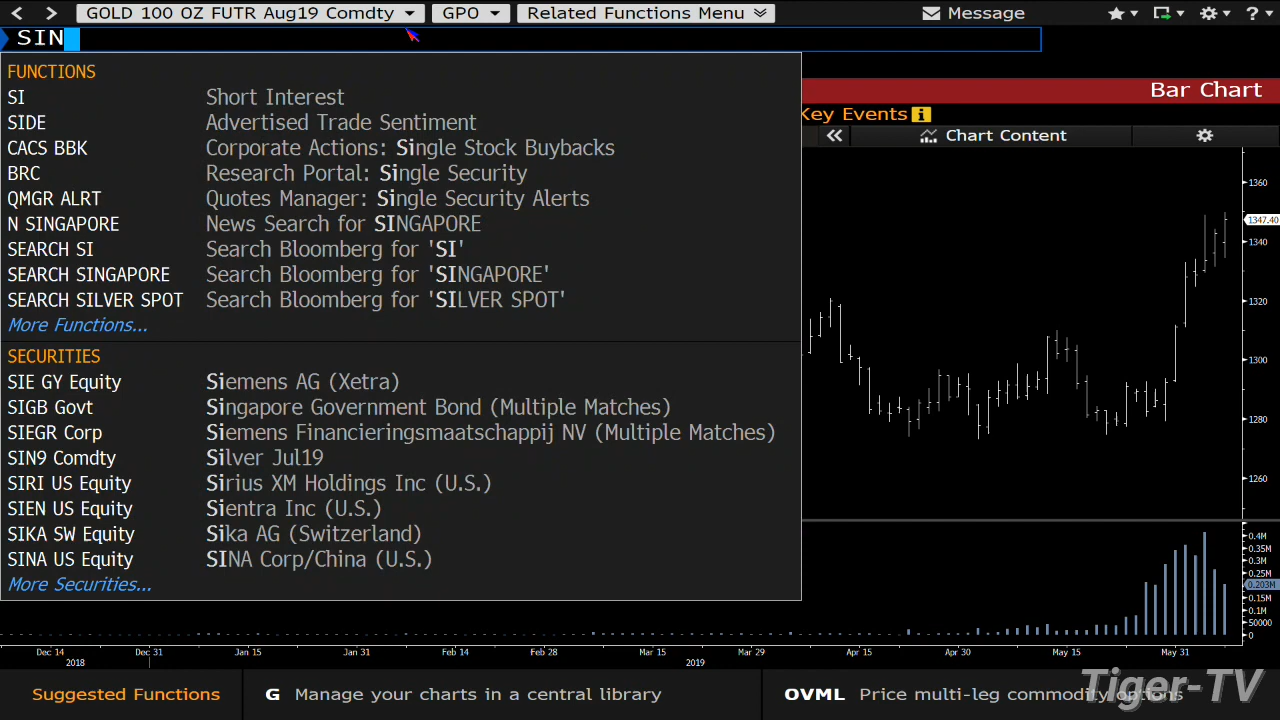 GOLD 100 OZ FUTR Aug19 Comdty GPO Related Functions Menu Message ?
SIN
FUNCTIONS
SI Short Interest
SIDE Advertised Trade Sentiment
CACS BBK Corporate Actions: Single Stock Buybacks
BRC Research Portal: Single Security
QMGR ALRT Quotes Manager: Single Security Alerts
N SINGAPORE News Search for SINGAPORE
SEARCH SI Search Bloomberg for 'SI'
SEARCH SINGAPORE Search Bloomberg for 'SINGAPORE'
SEARCH SILVER SPOT Search Bloomberg for 'SILVER SPOT'
More Functions...
SECURITIES
SIE GY Equity Siemens AG (Xetra)
SIGB Govt Singapore Government Bond (Multiple Matches)
SIEGR Corp Siemens Financieringsmaatschappij NV (Multiple Matches)
SIN9 Comdty Silver Jul19
SIRI US Equity Sirius XM Holdings Inc (U.S.)
SIEN US Equity Sientra Inc (U.S.)
SIKA SW Equity Sika AG (Switzerland)
SINA US Equity SINA Corp/China (U.S.)
More Securities...
Bar Chart
Key Events i
Chart Content
1360
1347.40
1340
1320
1300
1280
1260
0.4M
0.35M
0.3M
0.25M
0.203M
0.15M
0.1M
50000
0
Dec 14 Dec 31 Jan 15 Jan 31 Feb 14 Feb 28 Mar 15 Mar 29 Apr 15 Apr 30 May 15 May 31
2018 2019
Suggested Functions G Manage your charts in a central library OVML Price multi-leg commodity options
Tiger-TV